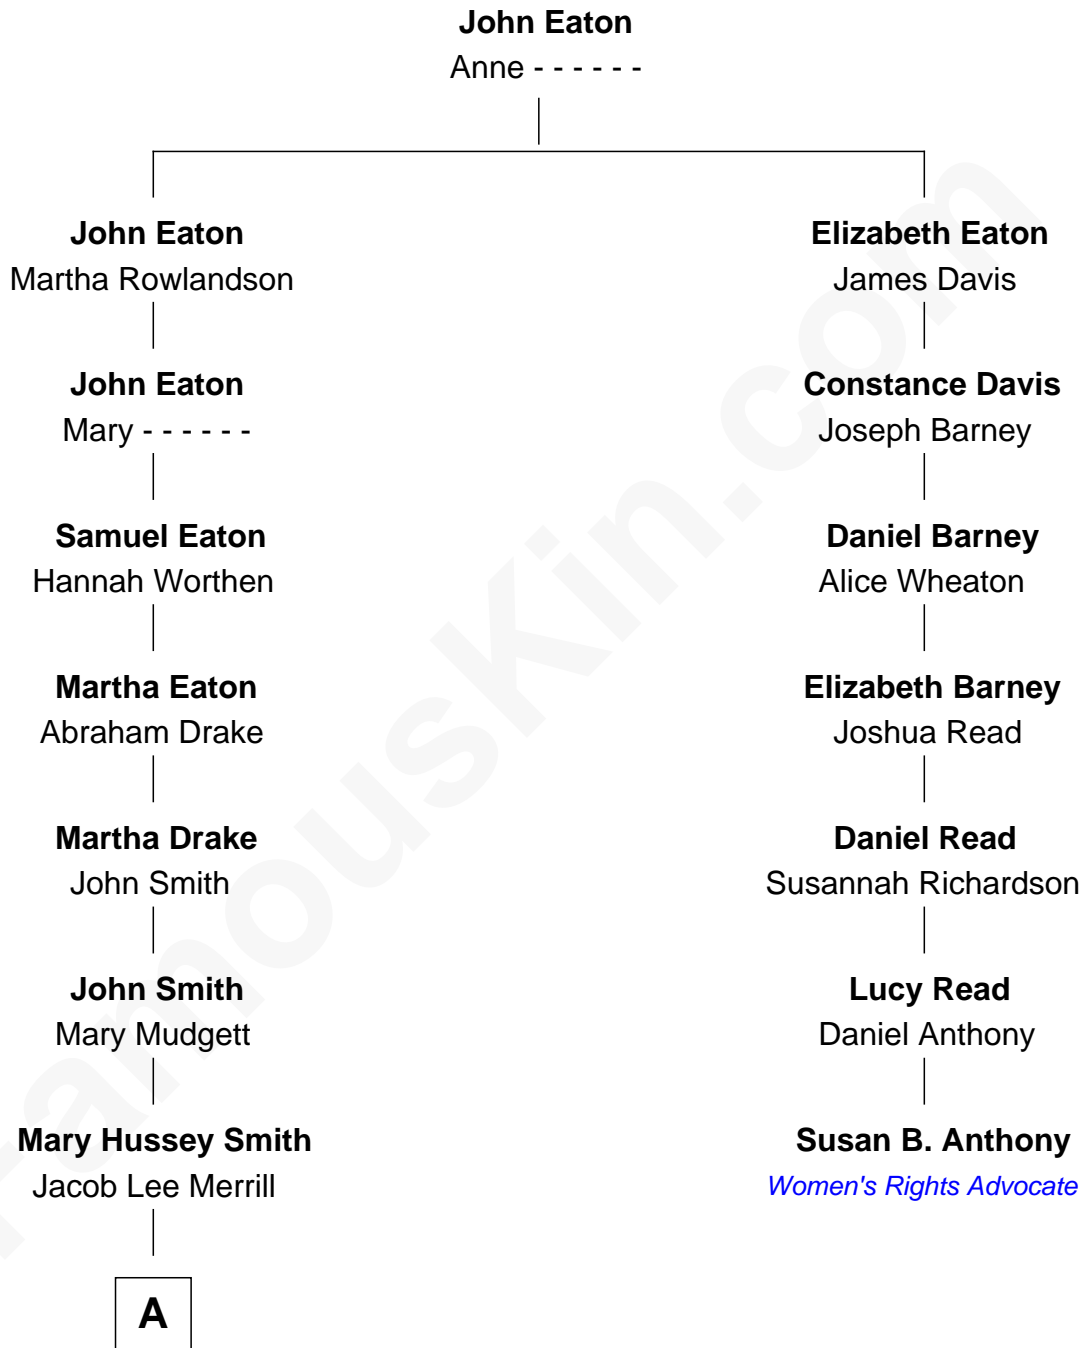 John Eaton
Anne - - - - - -
John Eaton
Martha Rowlandson
John Eaton
Mary - - - - - -
Samuel Eaton
Hannah Worthen
Martha Eaton
Abraham Drake
Martha Drake
John Smith
John Smith
Mary Mudgett
Mary Hussey Smith
Jacob Lee Merrill
A
Elizabeth Eaton
James Davis
Constance Davis
Joseph Barney
Daniel Barney
Alice Wheaton
Elizabeth Barney
Joshua Read
Daniel Read
Susannah Richardson
Lucy Read
Daniel Anthony
Susan B. Anthony
Women's Rights Advocate
FamousKin.com